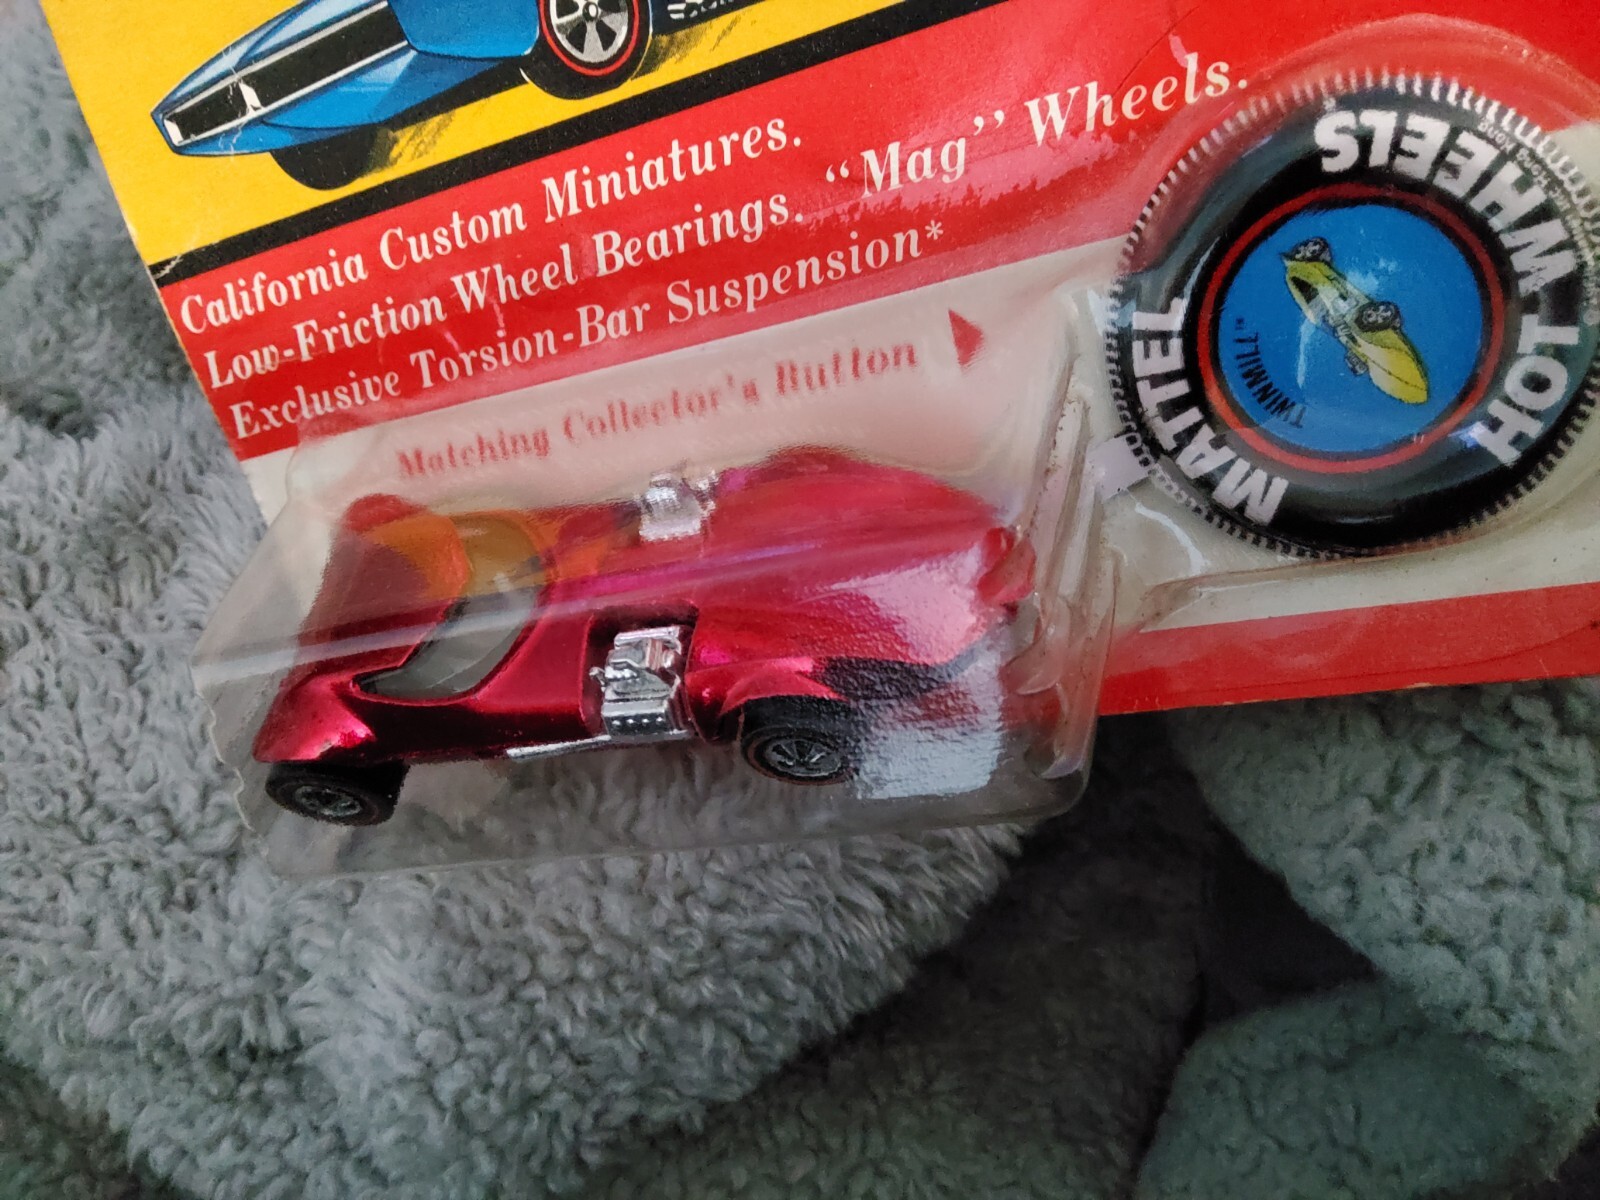 California Custom Miniatures.
Low-Friction Wheel Bearings. “Mag” Wheels.
Exclusive Torsion-Bar Suspension*
Matching Collector's Button
MATTEL
HOT WHEELS
TWINMILL™